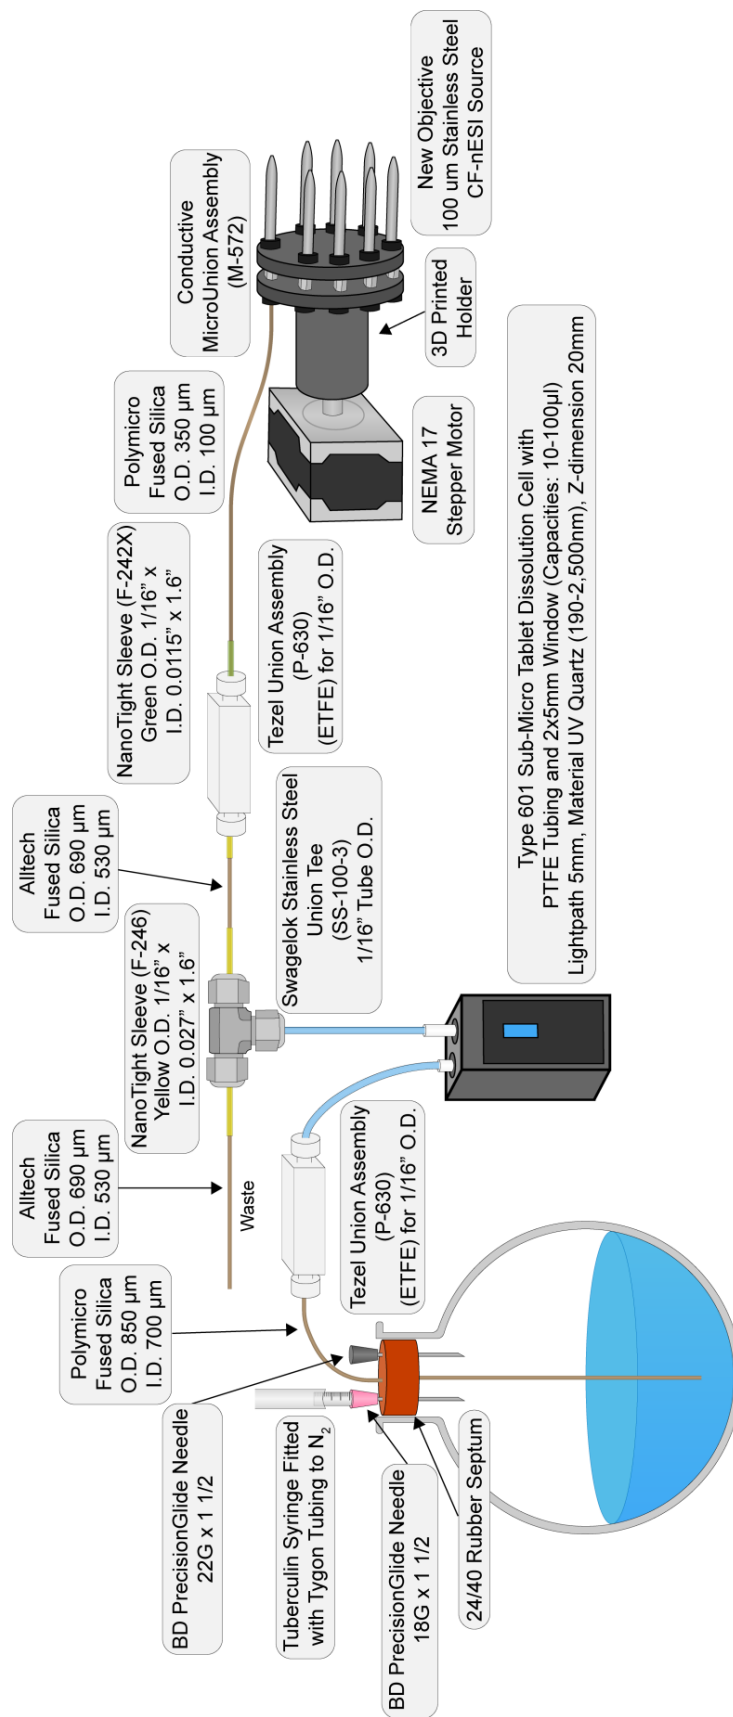 Alltech
Fused Silica
O.D. 690 µm
I.D. 530 µm
Alltech
Fused Silica
O.D. 690 µm
I.D. 530 µm
Polymicro
Fused Silica
O.D. 850 µm
I.D. 700 µm
BD PrecisionGlide Needle
22G x 1 1/2
Tuberculin Syringe Fitted
with Tygon Tubing to N₂
BD PrecisionGlide Needle
18G x 1 1/2
24/40 Rubber Septum
Waste
NanoTight Sleeve (F-246)
Yellow O.D. 1/16” x
I.D. 0.027” x 1.6”
NanoTight Sleeve (F-242X)
Green O.D. 1/16” x
I.D. 0.0115” x 1.6”
Polymicro
Fused Silica
O.D. 350 µm
I.D. 100 µm
Conductive
MicroUnion Assembly
(M-572)
Tezel Union Assembly
(P-630)
(ETFE) for 1/16” O.D.
Swagelok Stainless Steel
Union Tee
(SS-100-3)
1/16” Tube O.D.
Tezel Union Assembly
(P-630)
(ETFE) for 1/16” O.D.
NEMA 17
Stepper Motor
3D Printed
Holder
New Objective
100 um Stainless Steel
CF-nESI Source
Type 601 Sub-Micro Tablet Dissolution Cell with
PTFE Tubing and 2x5mm Window (Capacities: 10-100µl)
Lightpath 5mm, Material UV Quartz (190-2,500nm), Z-dimension 20mm